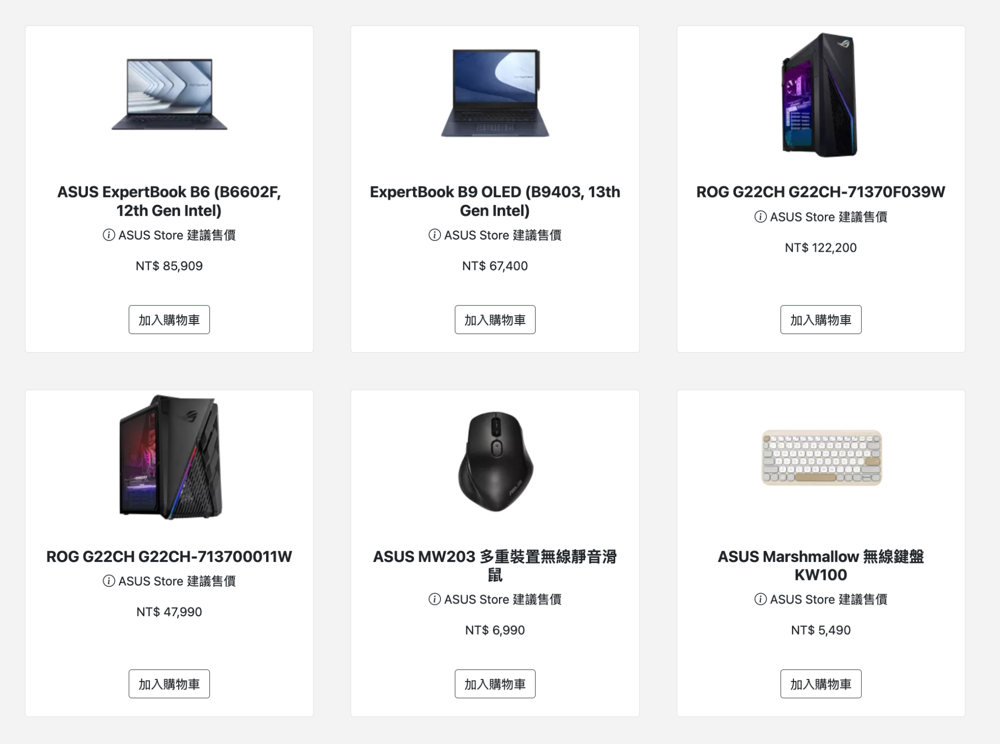 ASUS ExpertBook B6 (B6602F,
12th Gen Intel)
ASUS Store 建議售價
NT$ 85,909
加入購物車
ExpertBook B9 OLED (B9403, 13th
Gen Intel)
ASUS Store 建議售價
NT$ 67,400
加入購物車
ROG G22CH G22CH-71370F039W
ASUS Store 建議售價
NT$ 122,200
加入購物車
ROG G22CH G22CH-713700011W
ASUS Store 建議售價
NT$ 47,990
加入購物車
ASUS MW203 多重裝置無線靜音滑
鼠
ASUS Store 建議售價
NT$ 6,990
加入購物車
ASUS Marshmallow 無線鍵盤
KW100
ASUS Store 建議售價
NT$ 5,490
加入購物車